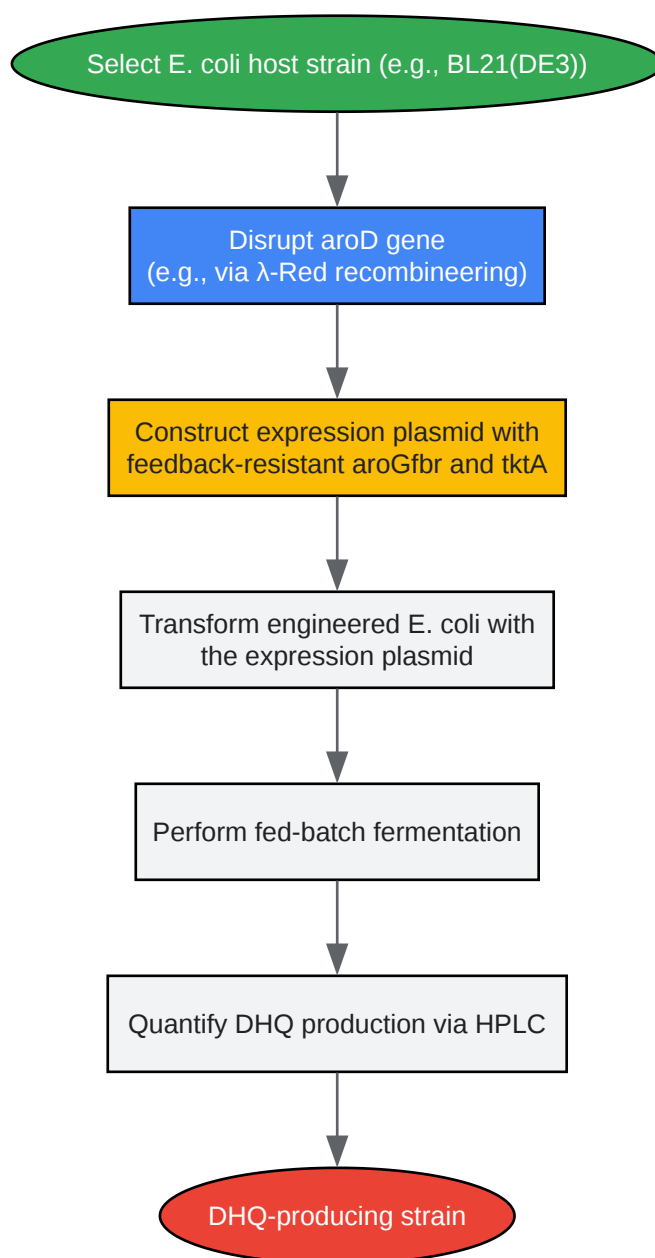 Select E. coli host strain (e.g., BL21(DE3))
Disrupt aroD gene
(e.g., via λ-Red recombineering)
Construct expression plasmid with
feedback-resistant aroGfbr and tktA
Transform engineered E. coli with
the expression plasmid
Perform fed-batch fermentation
Quantify DHQ production via HPLC
DHQ-producing strain